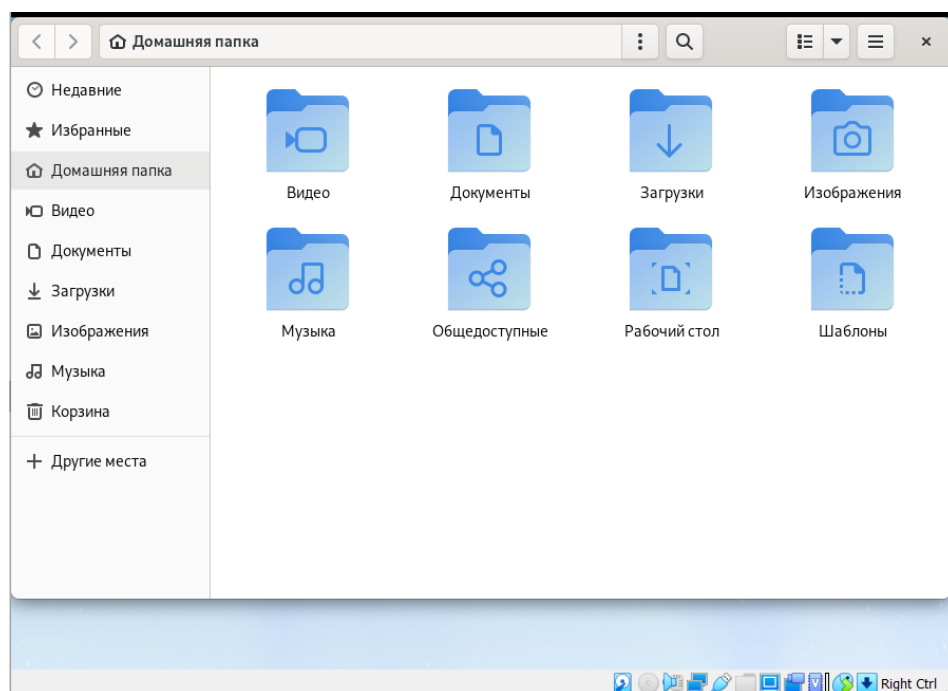 Домашняя папка
Недавние
Избранные
Домашняя папка
Видео
Документы
Загрузки
Изображения
Музыка
Корзина
Другие места
Видео
Документы
Загрузки
Изображения
Музыка
Общедоступные
Рабочий стол
Шаблоны
Right Ctrl